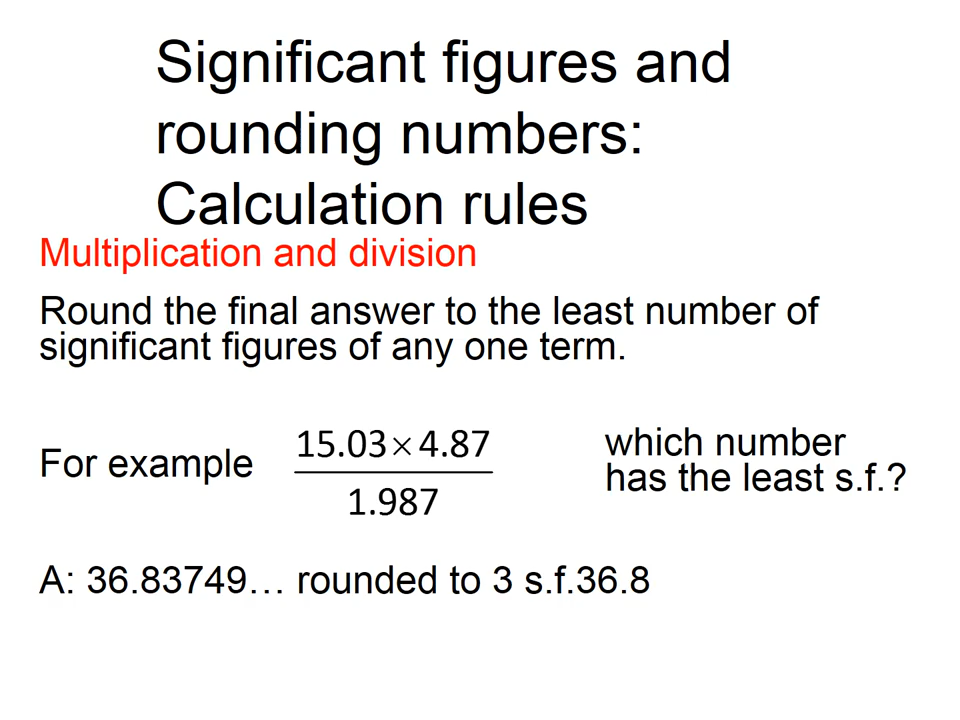 Significant figures and
rounding numbers:
Calculation rules
Multiplication and division
Round the final answer to the least number of
significant figures of any one term.
For example
15.03×4.87
1.987
which number
has the least s.f.?
A: 36.83749… rounded to 3 s.f.36.8